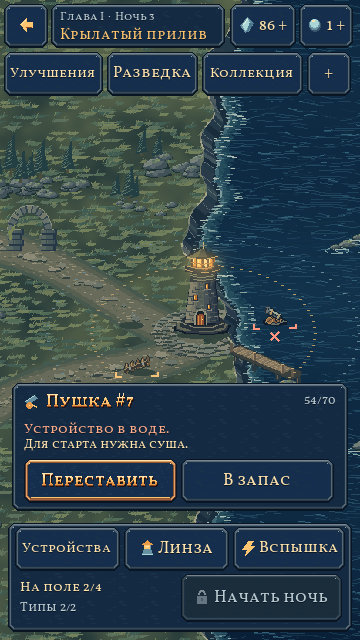 Глава I · Ночь 3
Крылатый прилив
86 +
1 +
Улучшения
Разведка
Коллекция
+
Пушка #7
54/70
Устройство в воде.
Для старта нужна суша.
Переставить
В запас
Устройства
Линза
Вспышка
На поле 2/4
Типы 2/2
Начать ночь